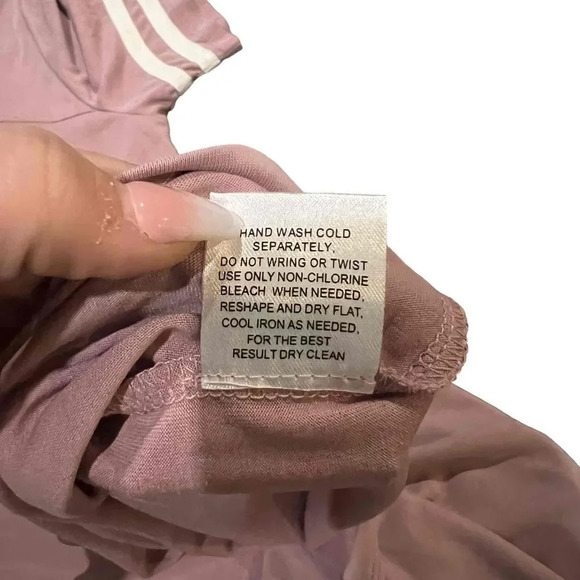 HAND WASH COLD
SEPARATELY.
DO NOT WRING OR TWIST
USE ONLY NON-CHLORINE
BLEACH WHEN NEEDED,
RESHAPE AND DRY FLAT,
COOL IRON AS NEEDED,
FOR THE BEST
RESULT DRY CLEAN